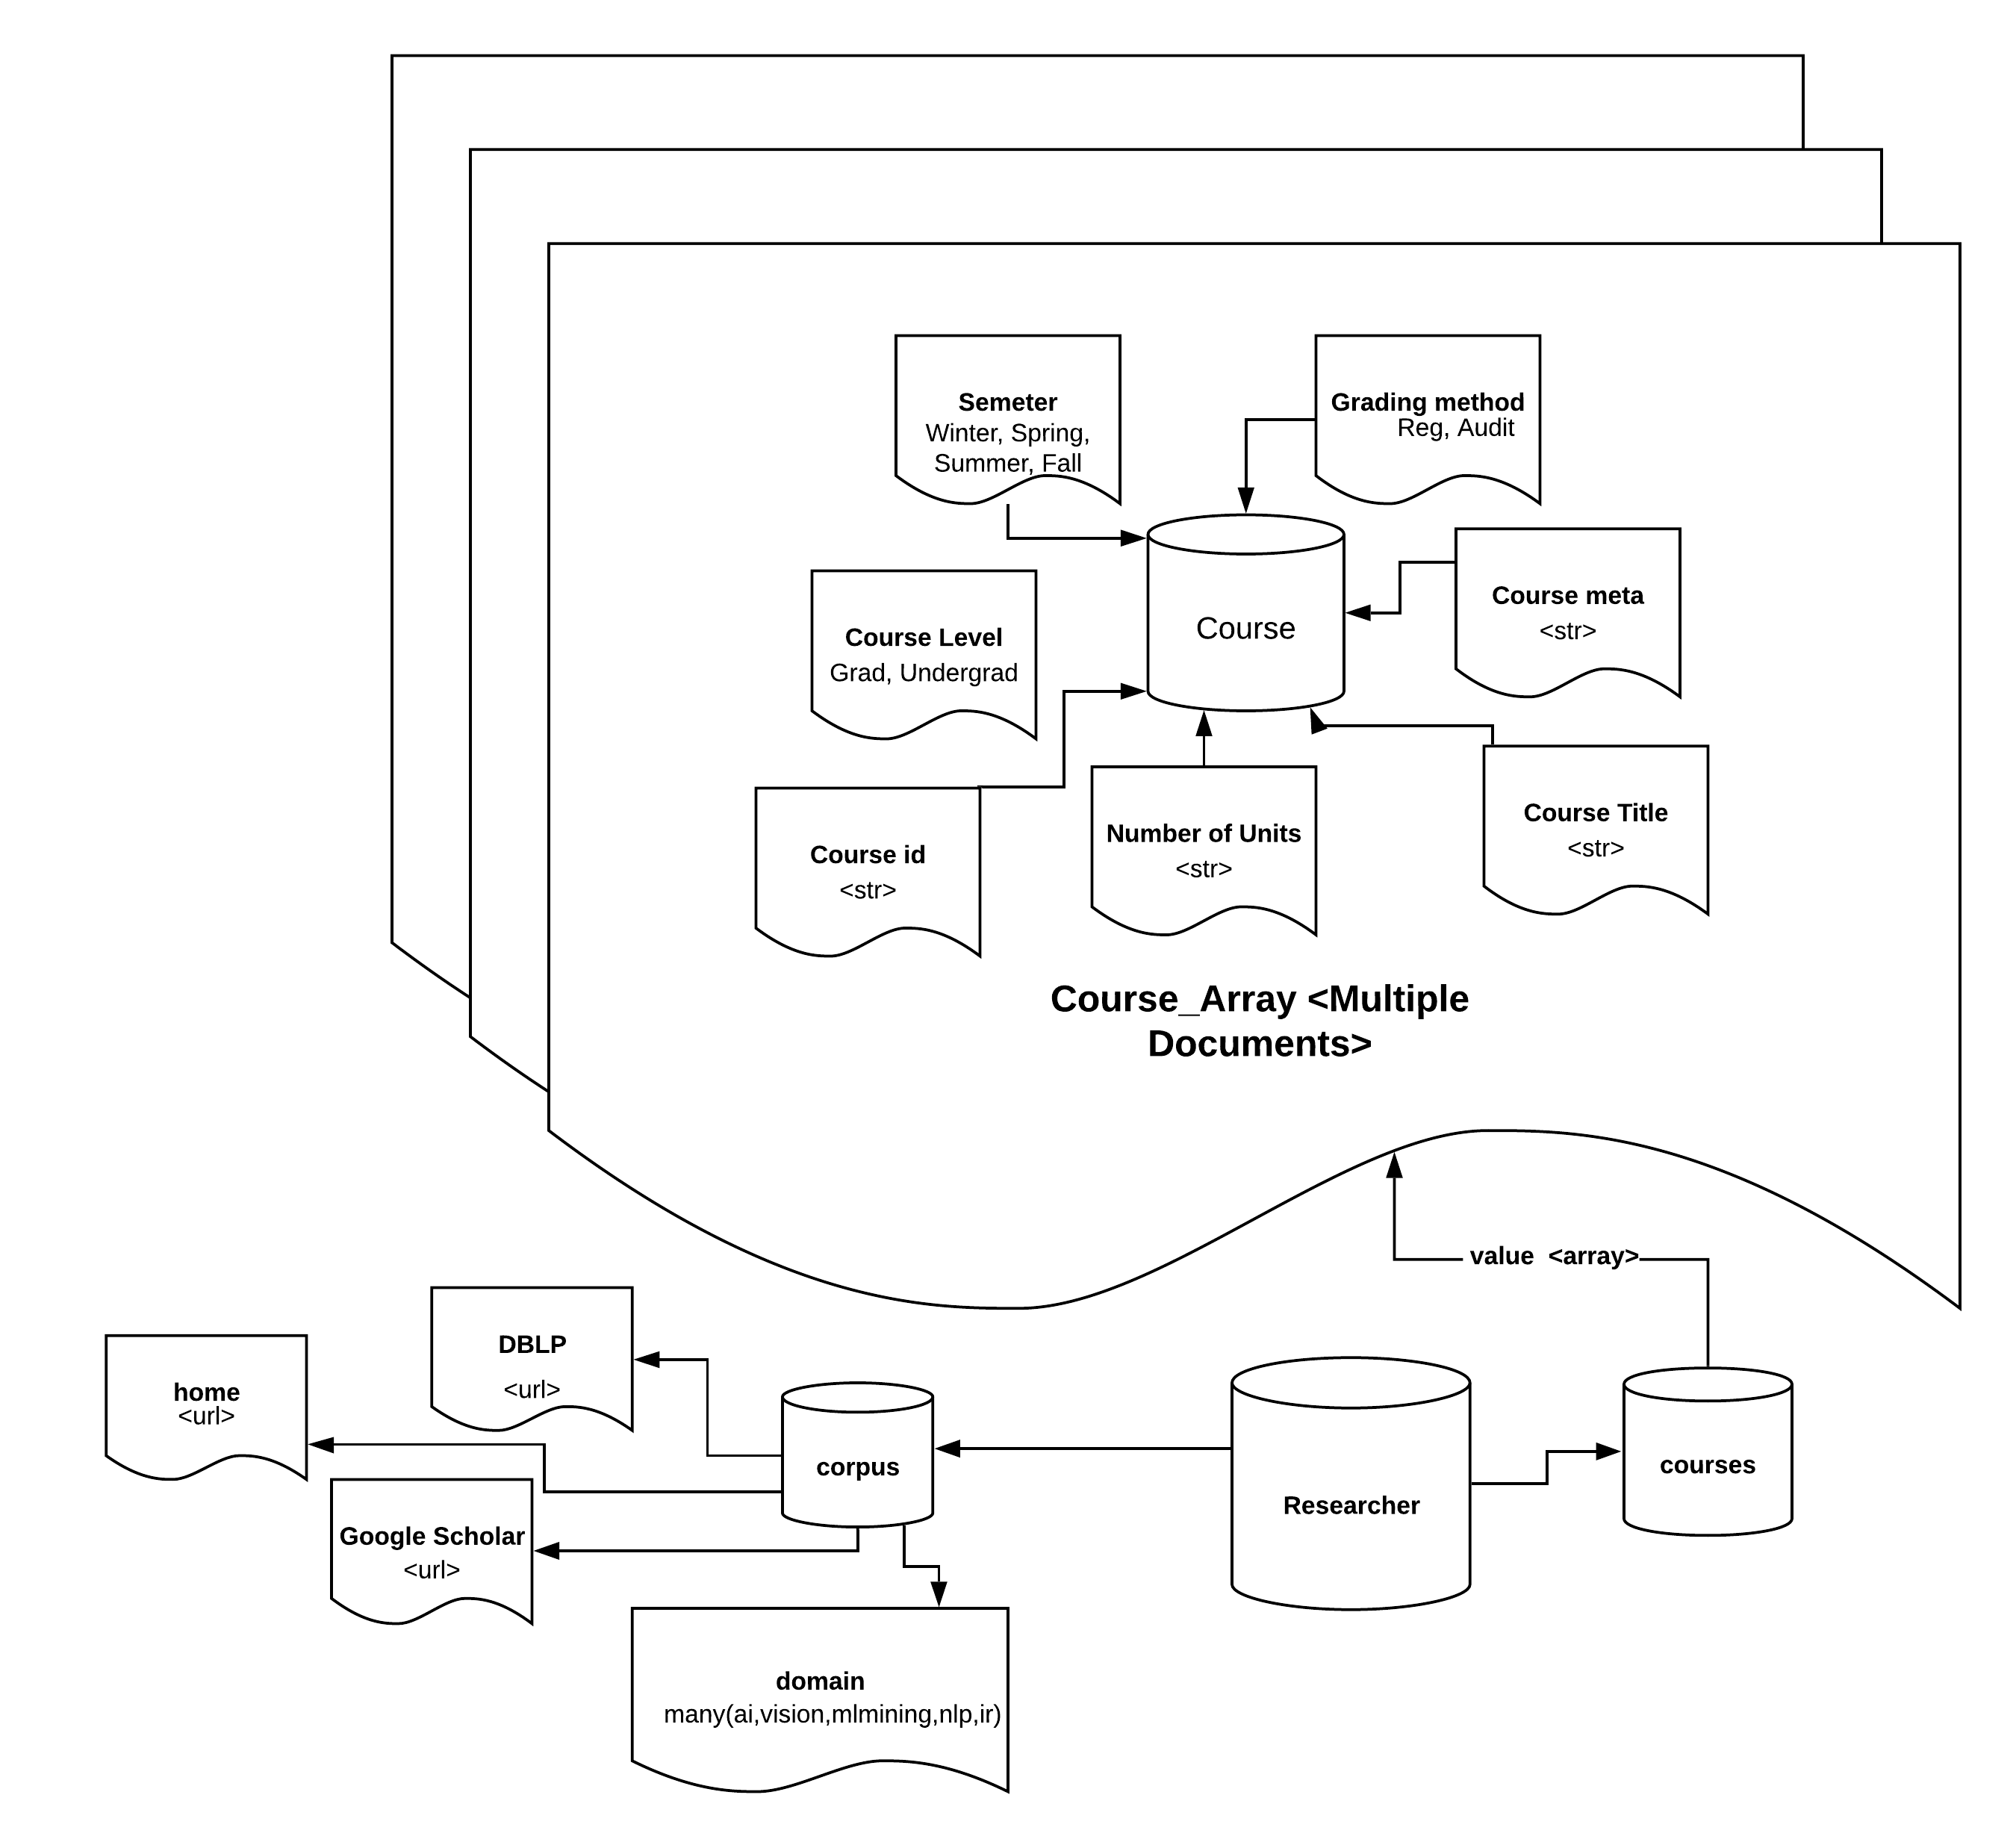 Semeter
Winter, Spring,
Summer, Fall
Grading method
Reg, Audit
Course
Course meta
<str>
Course Level
Grad, Undergrad
Course id
<str>
Number of Units
<str>
Course Title
<str>
Course_Array <Multiple
Documents>
value <array>
home
<url>
DBLP
<url>
Google Scholar
<url>
corpus
Researcher
courses
domain
many(ai,vision,mlmining,nlp,ir)